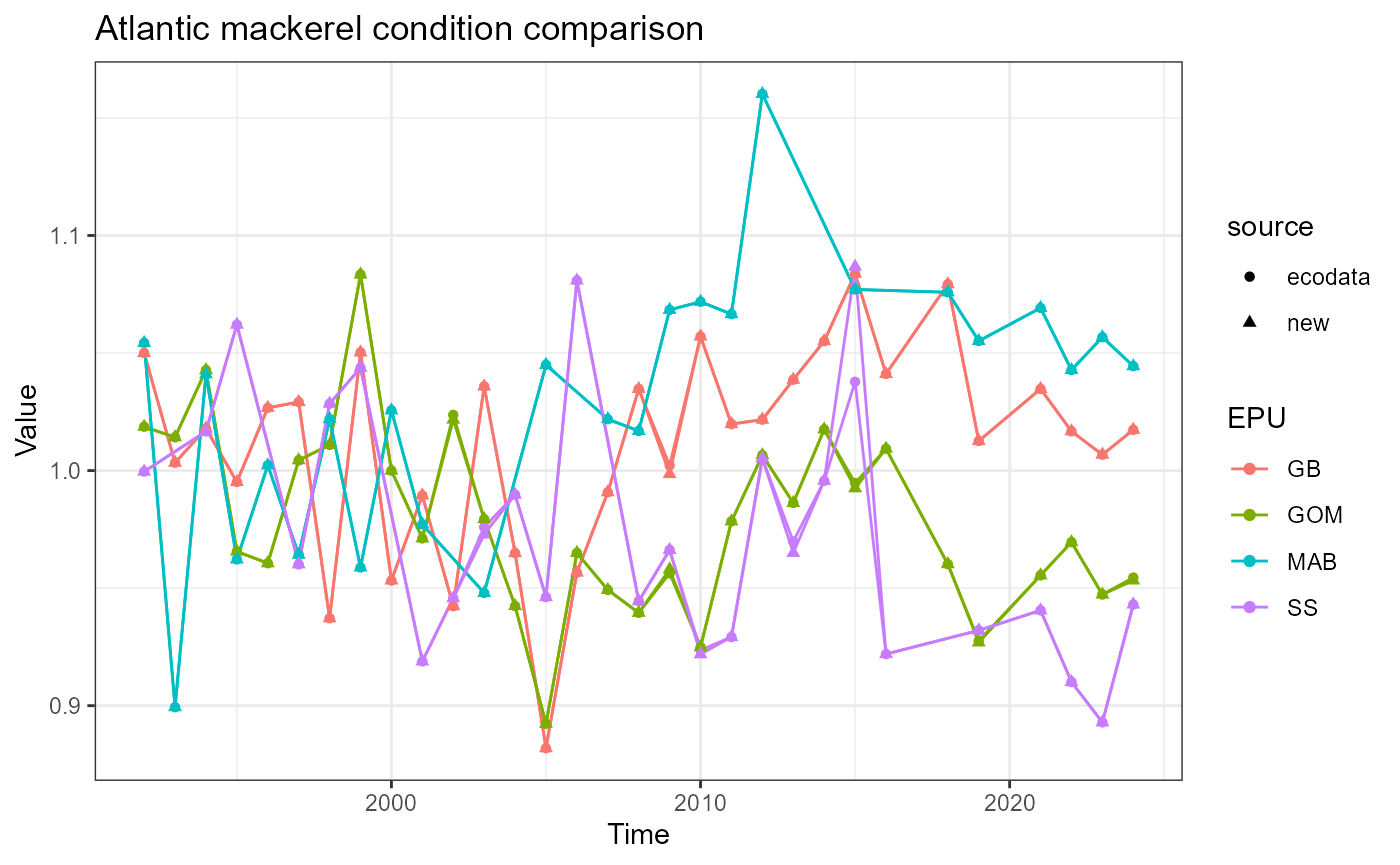 Atlantic mackerel condition comparison
Value
1.1
1.0
0.9
2000
2010
2020
Time
source
ecodata
new
EPU
GB
GOM
MAB
SS